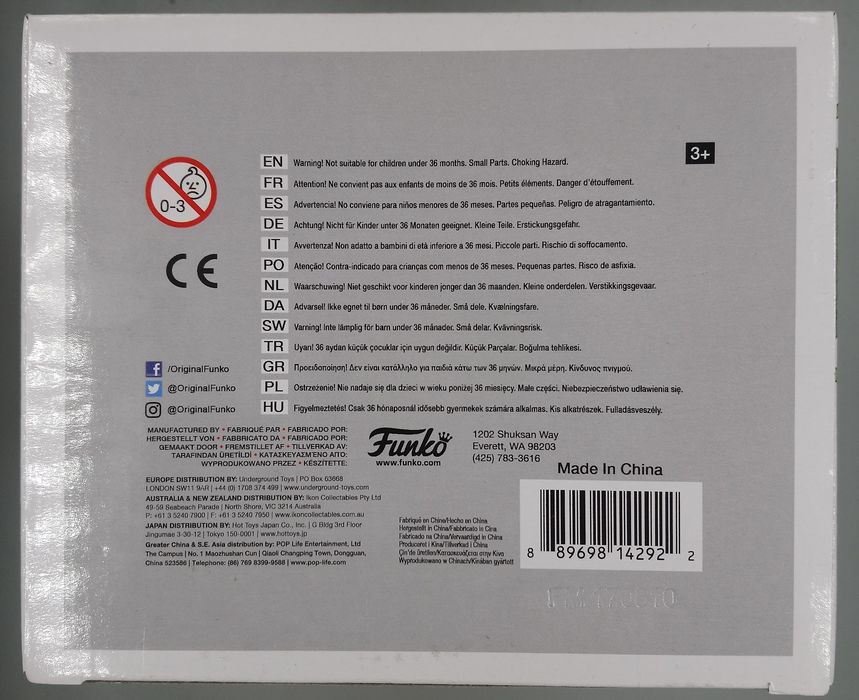 3+
0-3
CE
EN Warning! Not suitable for children under 36 months. Small Parts. Choking Hazard.
FR Attention! Ne convient pas aux enfants de moins de 36 mois. Petits éléments. Danger d'étouffement.
ES Advertencia! No conviene para niños menores de 36 meses. Partes pequeñas. Peligro de atragantamiento.
DE Achtung! Nicht für Kinder unter 36 Monaten geeignet. Kleine Teile. Erstickungsgefahr.
IT Avvertenza! Non adatto a bambini di età inferiore a 36 mesi. Piccole parti. Rischio di soffocamento.
PO Atenção! Contra-indicado para crianças com menos de 36 meses. Pequenas partes. Risco de asfixia.
NL Waarschuwing! Niet geschikt voor kinderen jonger dan 36 maanden. Kleine onderdelen. Verstikkingsgevaar.
DA Advarsel! Ikke egnet til børn under 36 måneder. Små dele. Kvælningsfare.
SW Varning! Inte lämplig för barn under 36 månader. Små delar. Kvävningsrisk.
TR Uyarı! 36 aydan küçük çocuklar için uygun değildir. Küçük Parçalar. Boğulma tehlikesi.
GR Προειδοποίηση! Δεν είναι κατάλληλο για παιδιά κάτω των 36 μηνών. Μικρά μέρη. Κίνδυνος πνιγμού.
PL Ostrzeżenie! Nie nadaje się dla dzieci w wieku poniżej 36 miesięcy. Małe części. Niebezpieczeństwo udławienia się.
HU Figyelmeztetés! Csak 36 hónaposnál idősebb gyermekek számára alkalmas. Kis alkatrészek. Fulladásveszély.
/OriginalFunko
@OriginalFunko
@OriginalFunko
MANUFACTURED BY • FABRIQUÉ PAR • FABRICADO POR:
HERGESTELLT VON • FABBRICATO DA • FABRICADO POR:
GEMAAKT DOOR • FREMSTILLET AF • TILLVERKAD AV:
TARAFINDAN ÜRETİLDİ • ΚΑΤΑΣΚΕΥΑΣΜΕΝΟ ΑΠΟ:
WYPRODUKOWANO PRZEZ • KÉSZÍTETTE:
Funko
www.funko.com
1202 Shuksan Way
Everett, WA 98203
(425) 783-3616
EUROPE DISTRIBUTION BY: Underground Toys | PO Box 63668
LONDON SW11 9AR | +44 (0) 1708 374 499 | www.underground-toys.com
AUSTRALIA & NEW ZEALAND DISTRIBUTION BY: Ikon Collectables Pty Ltd
49-59 Seabeach Parade | North Shore, VIC 3214 Australia
P: +61 3 5240 7900 | F: +61 3 5240 7950 | www.ikoncollectables.com.au
JAPAN DISTRIBUTION BY: Hot Toys Japan Co., Inc. | G Bldg 3rd Floor
Jingumae 3-30-12 | Tokyo 150-0001 | www.hottoys.jp
Greater China & S.E. Asia distribution by: POP Life Entertainment, Ltd
The Campus | No. 1 Maozhushan Cun | Qiaoli Changping Town, Dongguan,
China 523586 | Telephone: (86) 769 8399-9588 | www.pop-life.com
Fabriqué en Chine/Hecho en China
Hergestellt in China/Fabbricato in Cina
Fabricado na China/Vervaardigd in China
Produceret i Kina/Tillverkad i China
Çin'de üretilen/Κατασκευάζεται στην Κίνα
Wyprodukowano w Chinach/Kínában gyártott
Made In China
8 89698 14292 2